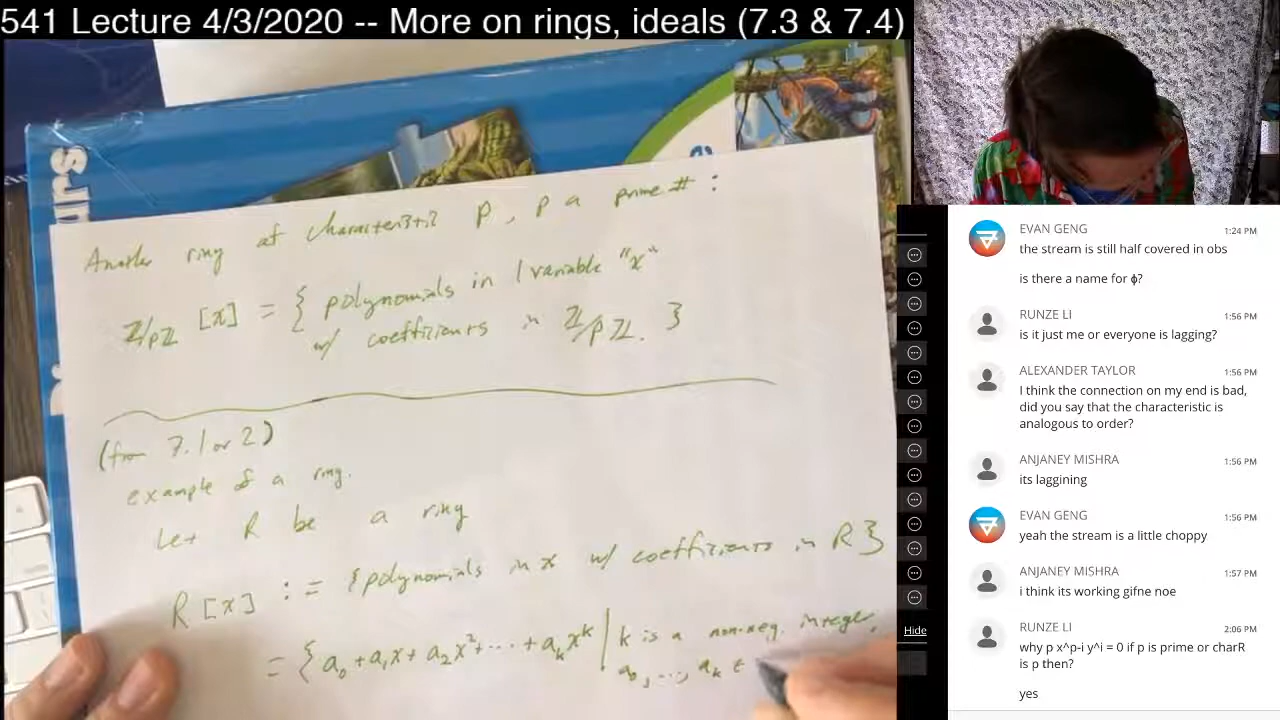 541 Lecture 4/3/2020 -- More on rings, ideals (7.3 & 7.4)
Another ring of characteristic p, p a prime # :
ℤ/pℤ [x] = { polynomials in 1 variable "x"
w/ coefficients in ℤ/pℤ. }
(from 7.1 or 2)
example of a ring.
Let R be a ring
R[x] := {polynomials in x w/ coefficients in R}
= { a₀ + a₁x + a₂x² + ··· + aₖxᵏ | k is a non-neg. integer,
a₀, ..., aₖ ∈
EVAN GENG 1:24 PM
the stream is still half covered in obs
is there a name for ϕ?
RUNZE LI 1:56 PM
is it just me or everyone is lagging?
ALEXANDER TAYLOR 1:56 PM
I think the connection on my end is bad,
did you say that the characteristic is
analogous to order?
ANJANEY MISHRA 1:56 PM
its laggining
EVAN GENG 1:56 PM
yeah the stream is a little choppy
ANJANEY MISHRA 1:57 PM
i think its working gifne noe
Hide
RUNZE LI 2:06 PM
why p x^p-i y^i = 0 if p is prime or charR
is p then?
yes